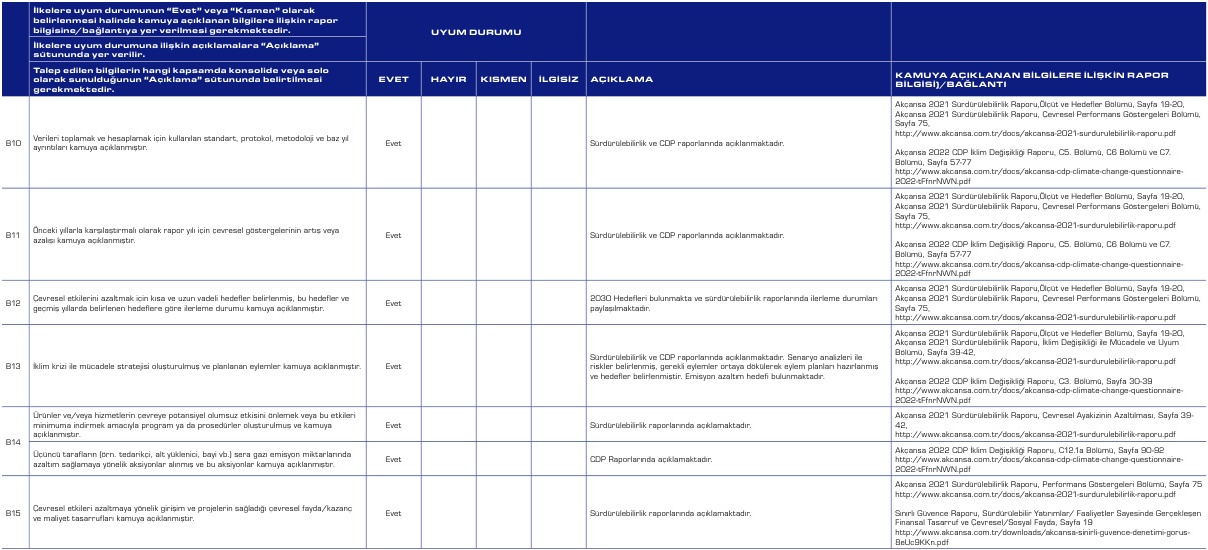 İlkelere uyum durumunun “Evet” veya “Kısmen” olarak
belirlenmesi halinde kamuya açıklanan bilgilere ilişkin rapor
bilgisine/bağlantıya yer verilmesi gerekmektedir.
İlkelere uyum durumuna ilişkin açıklamalara “Açıklama”
sütununda yer verilir.
UYUM DURUMU
Talep edilen bilgilerin hangi kapsamda konsolide veya solo
olarak sunulduğunun “Açıklama” sütununda belirtilmesi
gerekmektedir.
EVET HAYIR KISMEN İLGİSİZ AÇIKLAMA
KAMUYA AÇIKLANAN BİLGİLERE İLİŞKİN RAPOR
BİLGİSİ)/BAĞLANTI
B10
Verileri toplamak ve hesaplamak için kullanılan standart, protokol, metodoloji ve baz yıl
ayrıntıları kamuya açıklanmıştır.
Evet
Sürdürülebilirlik ve CDP raporlarında açıklanmaktadır.
Akçansa 2021 Sürdürülebilirlik Raporu,Ölçüt ve Hedefler Bölümü, Sayfa 19-20,
Akçansa 2021 Sürdürülebilirlik Raporu, Çevresel Performans Göstergeleri Bölümü,
Sayfa 75,
http://www.akcansa.com.tr/docs/akcansa-2021-surdurulebilirlik-raporu.pdf
Akçansa 2022 CDP İklim Değişikliği Raporu, C5. Bölümü, C6 Bölümü ve C7.
Bölümü, Sayfa 57-77
http://www.akcansa.com.tr/docs/akcansa-cdp-climate-change-questionnaire-
2022-tFfnrNWN.pdf
B11
Önceki yıllarla karşılaştırmalı olarak rapor yılı için çevresel göstergelerinin artış veya
azalışı kamuya açıklanmıştır.
Evet
Sürdürülebilirlik ve CDP raporlarında açıklanmaktadır.
Akçansa 2021 Sürdürülebilirlik Raporu,Ölçüt ve Hedefler Bölümü, Sayfa 19-20,
Akçansa 2021 Sürdürülebilirlik Raporu, Çevresel Performans Göstergeleri Bölümü,
Sayfa 75,
http://www.akcansa.com.tr/docs/akcansa-2021-surdurulebilirlik-raporu.pdf
Akçansa 2022 CDP İklim Değişikliği Raporu, C5. Bölümü, C6 Bölümü ve C7.
Bölümü, Sayfa 57-77
http://www.akcansa.com.tr/docs/akcansa-cdp-climate-change-questionnaire-
2022-tFfnrNWN.pdf
B12
Çevresel etkilerini azaltmak için kısa ve uzun vadeli hedefler belirlenmiş, bu hedefler ve
geçmiş yıllarda belirlenen hedeflere göre ilerleme durumu kamuya açıklanmıştır.
Evet
2030 Hedefleri bulunmakta ve sürdürülebilirlik raporlarında ilerleme durumları
paylaşılmaktadır.
Akçansa 2021 Sürdürülebilirlik Raporu,Ölçüt ve Hedefler Bölümü, Sayfa 19-20,
Akçansa 2021 Sürdürülebilirlik Raporu, Çevresel Performans Göstergeleri Bölümü,
Sayfa 75,
http://www.akcansa.com.tr/docs/akcansa-2021-surdurulebilirlik-raporu.pdf
B13
İklim krizi ile mücadele stratejisi oluşturulmuş ve planlanan eylemler kamuya açıklanmıştır.
Evet
Sürdürülebilirlik ve CDP raporlarında açıklanmaktadır. Senaryo analizleri ile
riskler belirlenmiş, gerekli eylemler ortaya dökülerek eylem planları hazırlanmış
ve hedefler belirlenmiştir. Emisyon azaltım hedefi bulunmaktadır.
Akçansa 2021 Sürdürülebilirlik Raporu,Ölçüt ve Hedefler Bölümü, Sayfa 19-20,
Akçansa 2021 Sürdürülebilirlik Raporu, İklim Değişikliği ile Mücadele ve Uyum
Bölümü, Sayfa 39-42,
http://www.akcansa.com.tr/docs/akcansa-2021-surdurulebilirlik-raporu.pdf
Akçansa 2022 CDP İklim Değişikliği Raporu, C3. Bölümü, Sayfa 30-39
http://www.akcansa.com.tr/docs/akcansa-cdp-climate-change-questionnaire-
2022-tFfnrNWN.pdf
B14
Ürünler ve/veya hizmetlerin çevreye potansiyel olumsuz etkisini önlemek veya bu etkileri
minimuma indirmek amacıyla program ya da prosedürler oluşturulmuş ve kamuya
açıklanmıştır.
Evet
Sürdürülebilirlik raporlarında açıklanmaktadır.
Akçansa 2021 Sürdürülebilirlik Raporu, Çevresel Ayakizinin Azaltılması, Sayfa 39-
42,
http://www.akcansa.com.tr/docs/akcansa-2021-surdurulebilirlik-raporu.pdf
Üçüncü tarafların (örn. tedarikçi, alt yüklenici, bayi vb.) sera gazı emisyon miktarlarında
azaltım sağlamaya yönelik aksiyonlar alınmış ve bu aksiyonlar kamuya açıklanmıştır.
Evet
CDP Raporlarında açıklamaktadır.
Akçansa 2022 CDP İklim Değişikliği Raporu, C12.1a Bölümü, Sayfa 90-92
http://www.akcansa.com.tr/docs/akcansa-cdp-climate-change-questionnaire-
2022-tFfnrNWN.pdf
B15
Çevresel etkileri azaltmaya yönelik girişim ve projelerin sağladığı çevresel fayda/kazanç
ve maliyet tasarrufları kamuya açıklanmıştır.
Evet
Sürdürülebilirlik raporlarında açıklamaktadır.
Akçansa 2021 Sürdürülebilirlik Raporu, Performans Göstergeleri Bölümü, Sayfa 75
http://www.akcansa.com.tr/docs/akcansa-2021-surdurulebilirlik-raporu.pdf
Sınırlı Güvence Raporu, Sürdürülebilir Yatırımlar/ Faaliyetler Sayesinde Gerçekleşen
Finansal Tasarruf ve Çevresel/Sosyal Fayda, Sayfa 19
http://www.akcansa.com.tr/downloads/akcansa-sinirli-guvence-denetimi-gorus-
BeUc9KKn.pdf